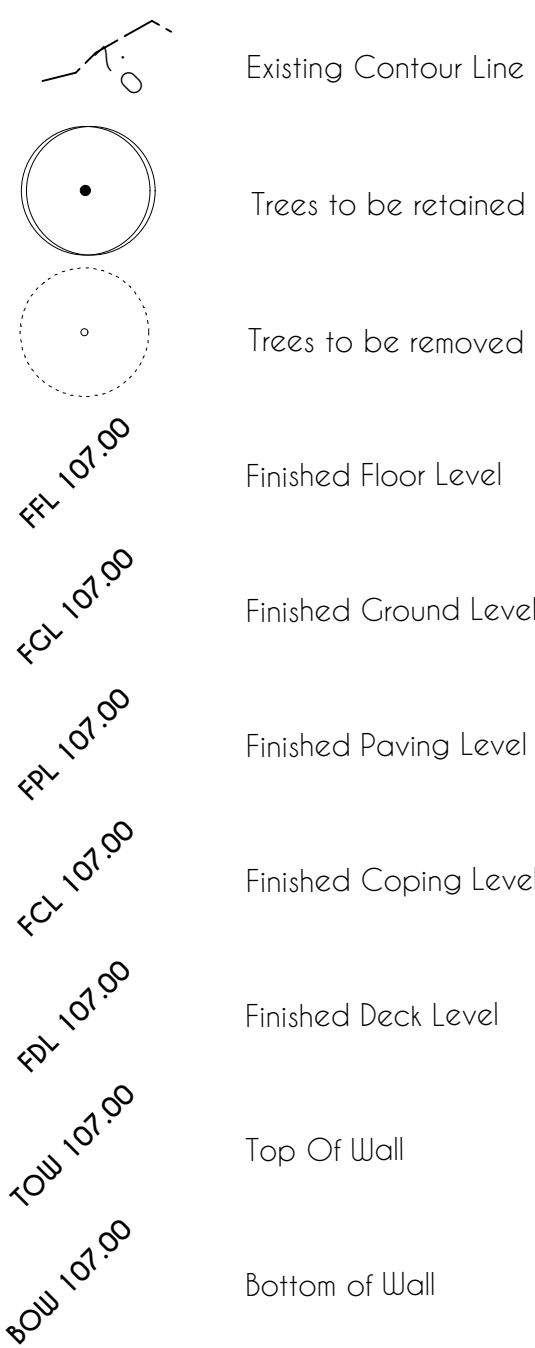 Existing Contour Line
Trees to be retained
Trees to be removed
FFL 107.00
Finished Floor Level
FGL 107.00
Finished Ground Level
FPL 107.00
Finished Paving Level
FCL 107.00
Finished Coping Level
FDL 107.00
Finished Deck Level
TOW 107.00
Top Of Wall
BOW 107.00
Bottom of Wall